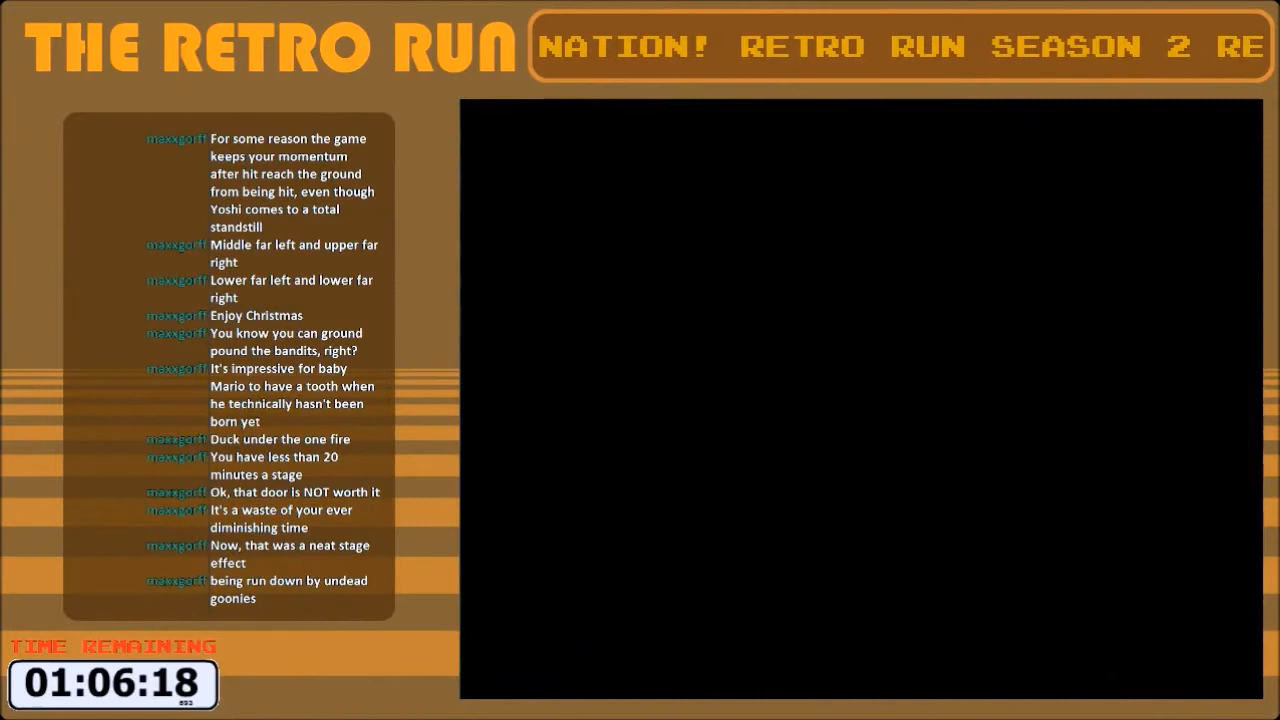 THE RETRO RUN
NATION! RETRO RUN SEASON 2 RE
maxxgorff For some reason the game
keeps your momentum
after hit reach the ground
from being hit, even though
Yoshi comes to a total
standstill
maxxgorff Middle far left and upper far
right
maxxgorff Lower far left and lower far
right
maxxgorff Enjoy Christmas
maxxgorff You know you can ground
pound the bandits, right?
maxxgorff It's impressive for baby
Mario to have a tooth when
he technically hasn't been
born yet
maxxgorff Duck under the one fire
maxxgorff You have less than 20
minutes a stage
maxxgorff Ok, that door is NOT worth it
maxxgorff It's a waste of your ever
diminishing time
maxxgorff Now, that was a neat stage
effect
maxxgorff being run down by undead
goonies
TIME REMAINING
01:06:18
893